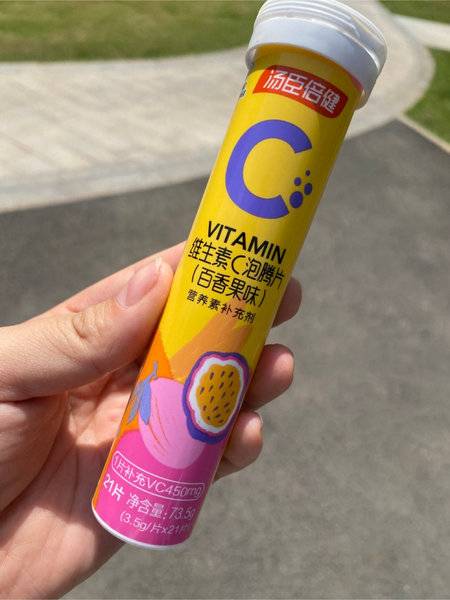 汤臣倍健
C
VITAMIN
维生素C泡腾片
(百香果味)
营养素补充剂
1片补充VC450mg
21片 净含量:73.5g
(3.5g/片x21片